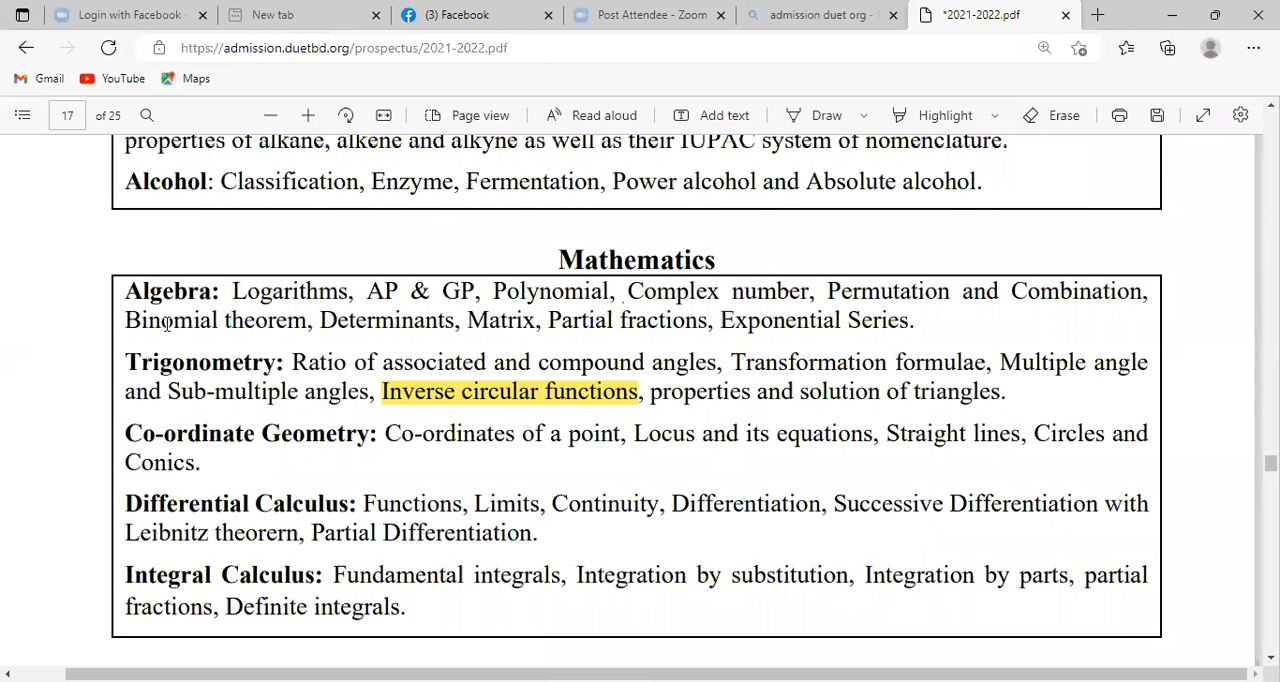 Login with Facebook
New tab
(3) Facebook
Post Attendee - Zoom
admission duet org -
*2021-2022.pdf
https://admission.duetbd.org/prospectus/2021-2022.pdf
Gmail
YouTube
Maps
17 of 25
Page view
Read aloud
Add text
Draw
Highlight
Erase
properties of alkane, alkene and alkyne as well as their IUPAC system of nomenclature.
Alcohol: Classification, Enzyme, Fermentation, Power alcohol and Absolute alcohol.
Mathematics
Algebra: Logarithms, AP & GP, Polynomial, Complex number, Permutation and Combination,
Binomial theorem, Determinants, Matrix, Partial fractions, Exponential Series.
Trigonometry: Ratio of associated and compound angles, Transformation formulae, Multiple angle
and Sub-multiple angles, Inverse circular functions, properties and solution of triangles.
Co-ordinate Geometry: Co-ordinates of a point, Locus and its equations, Straight lines, Circles and
Conics.
Differential Calculus: Functions, Limits, Continuity, Differentiation, Successive Differentiation with
Leibnitz theorern, Partial Differentiation.
Integral Calculus: Fundamental integrals, Integration by substitution, Integration by parts, partial
fractions, Definite integrals.